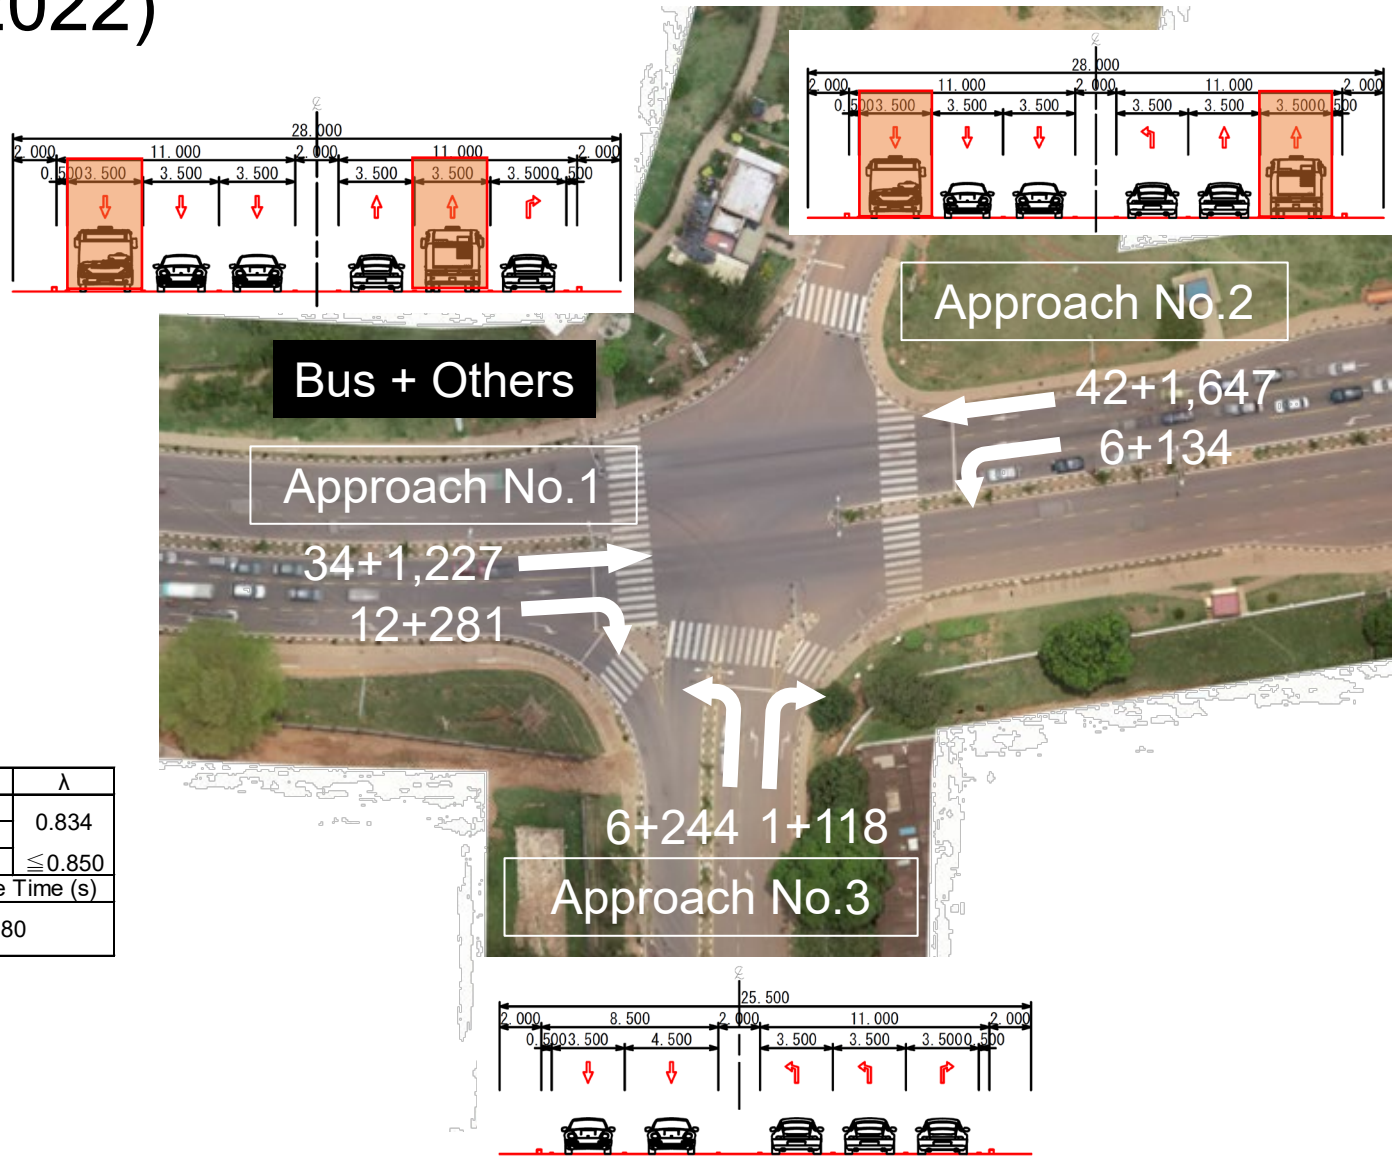 2022)
28.000
2.000 11.000 2.000 11.000 2.000
0.500 3.500 3.500 3.500 3.500 3.500 3.500 0.500
28.000
2.000 11.000 2.000 11.000 2.000
0.500 3.500 3.500 3.500 3.500 3.500 3.500 0.500
Approach No.2
Bus + Others
42+1,647
6+134
Approach No.1
34+1,227
12+281
λ
0.834
≦0.850
e Time (s)
80
6+244 1+118
Approach No.3
25.500
2.000 8.500 2.000 11.000 2.000
0.500 3.500 4.500 3.500 3.500 3.500 0.500